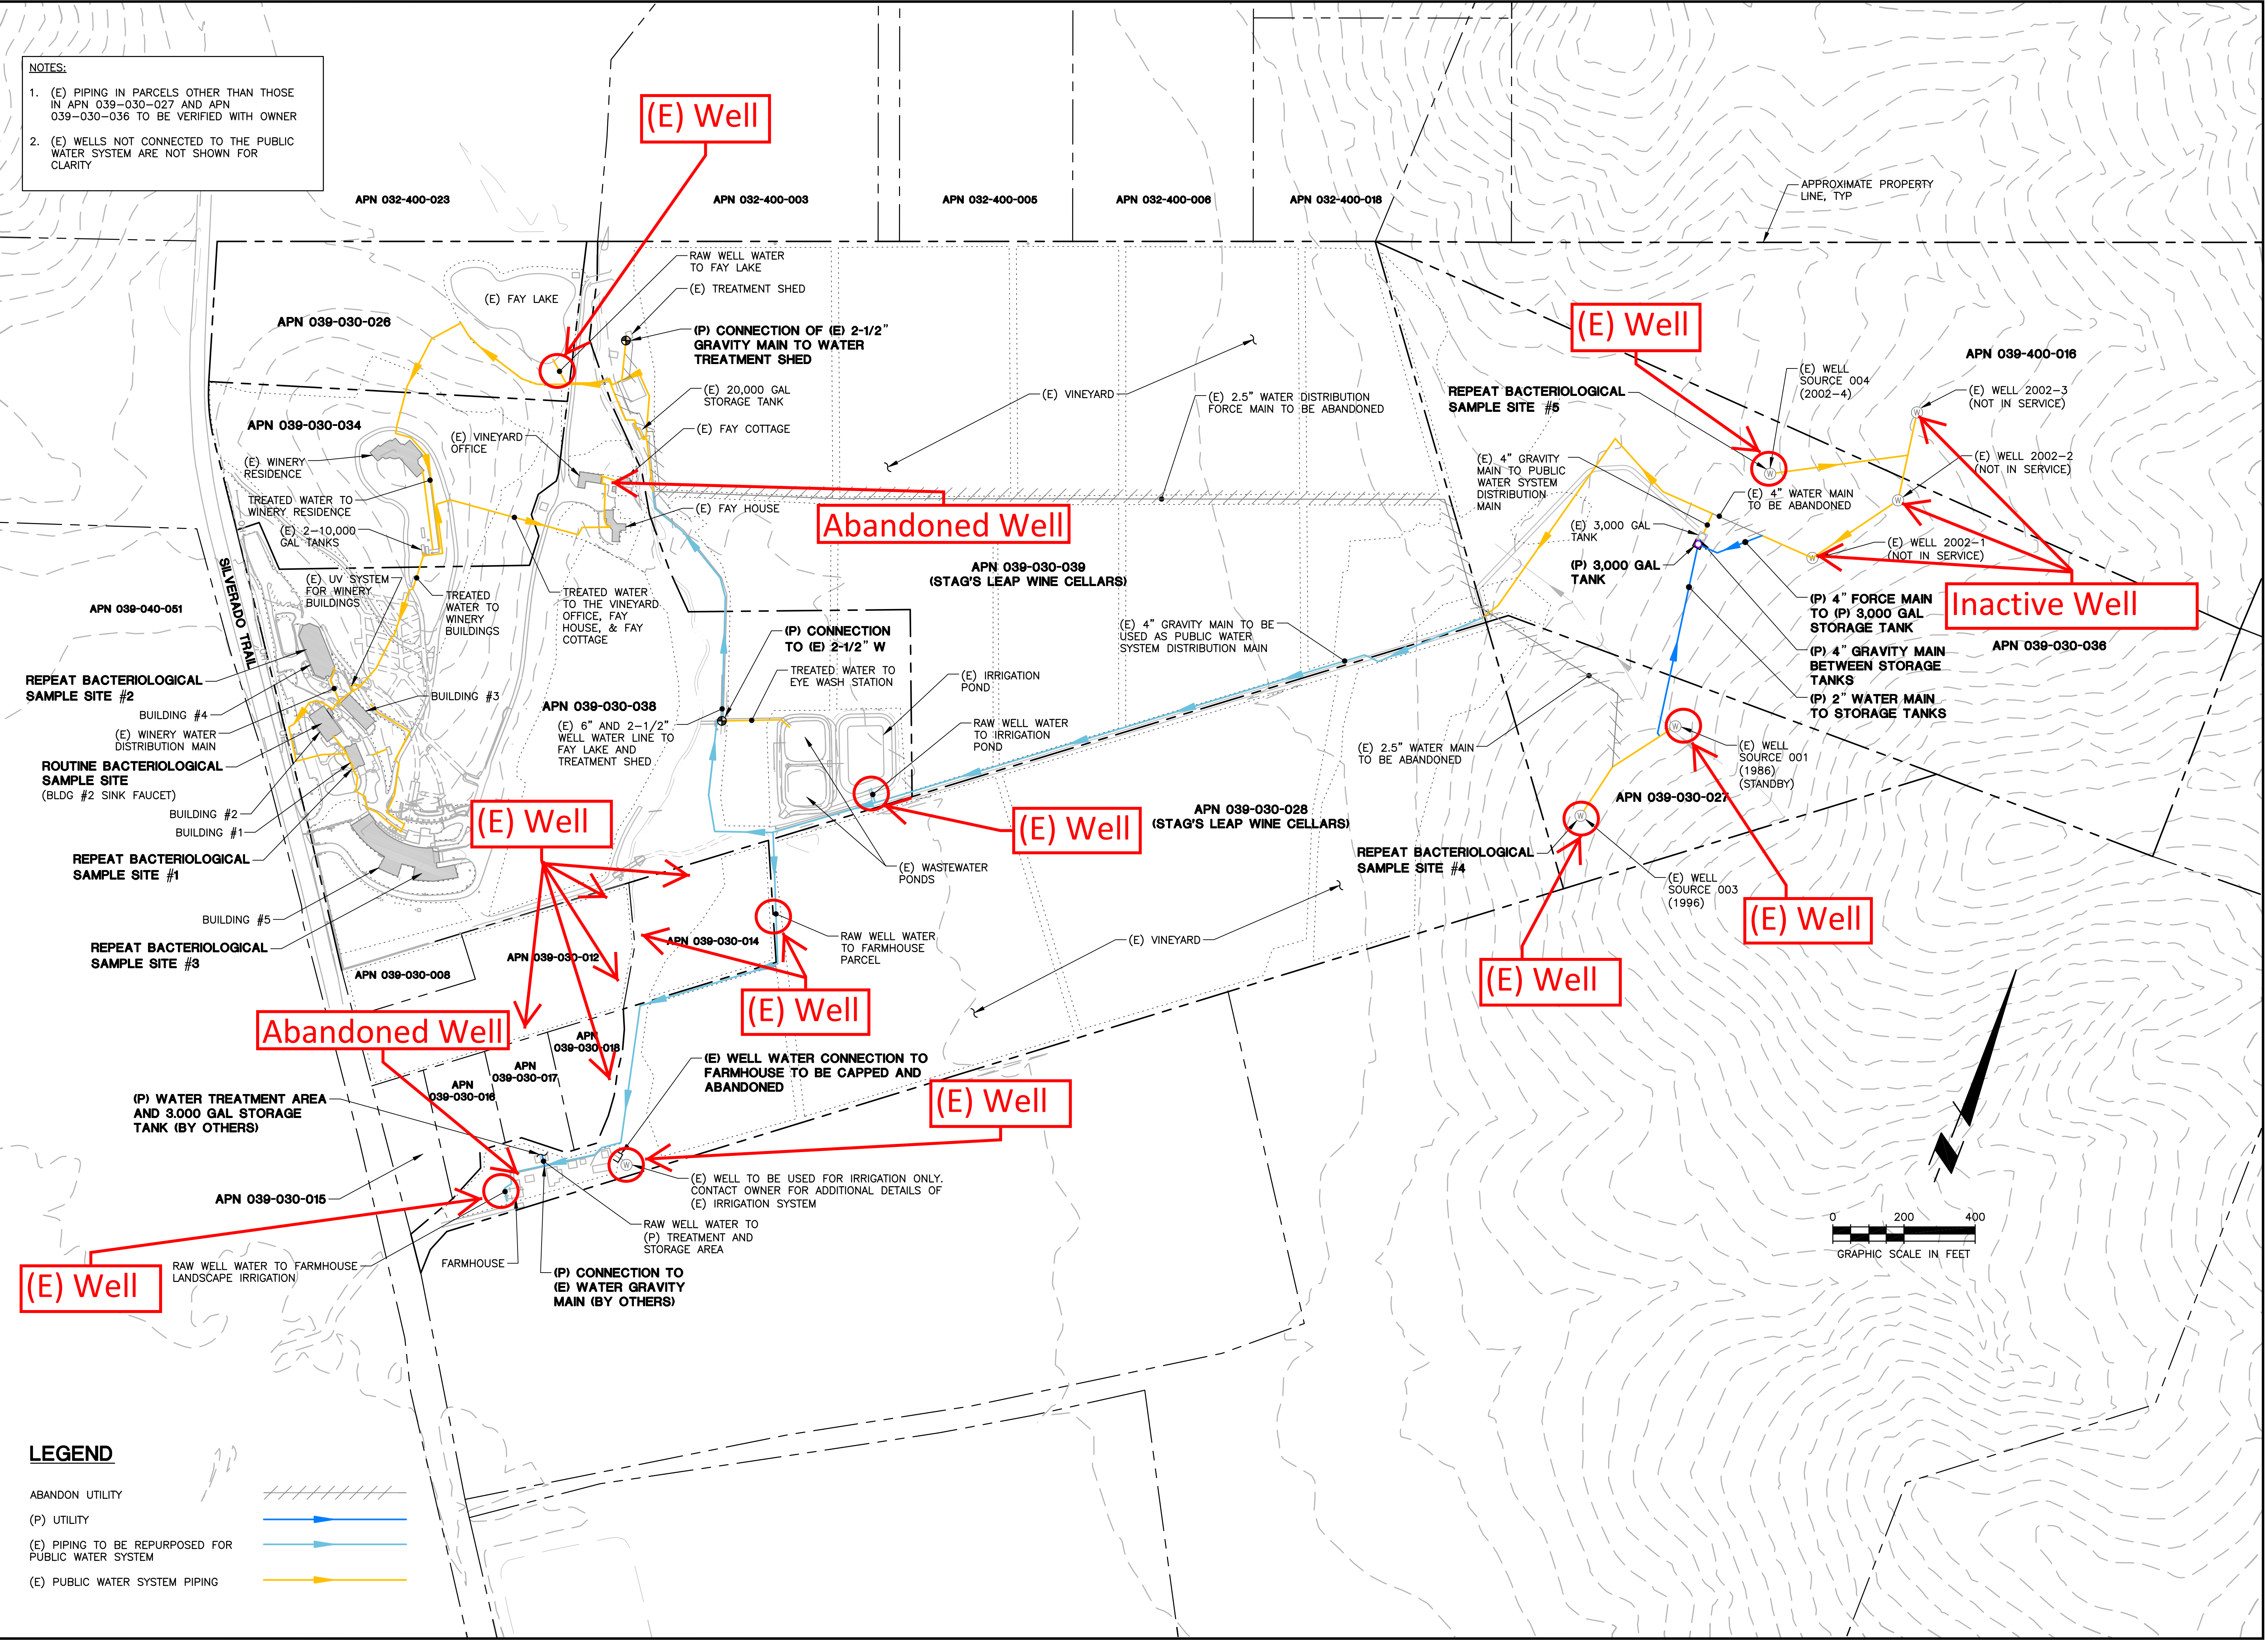 NOTES:
1. (E) PIPING IN PARCELS OTHER THAN THOSE
IN APN 039-030-027 AND APN
039-030-036 TO BE VERIFIED WITH OWNER
2. (E) WELLS NOT CONNECTED TO THE PUBLIC
WATER SYSTEM ARE NOT SHOWN FOR
CLARITY
(E) Well
APN 032-400-023
APN 032-400-003
APN 032-400-005
APN 032-400-006
APN 032-400-018
APPROXIMATE PROPERTY
LINE, TYP
RAW WELL WATER
TO FAY LAKE
(E) TREATMENT SHED
(E) FAY LAKE
APN 039-030-026
(P) CONNECTION OF (E) 2-1/2"
GRAVITY MAIN TO WATER
TREATMENT SHED
(E) 20,000 GAL
STORAGE TANK
(E) FAY COTTAGE
(E) VINEYARD
(E) 2.5" WATER DISTRIBUTION
FORCE MAIN TO BE ABANDONED
(E) Well
REPEAT BACTERIOLOGICAL
SAMPLE SITE #5
(E) WELL
SOURCE 004
(2002-4)
APN 039-400-016
(E) WELL 2002-3
(NOT IN SERVICE)
(E) WELL 2002-2
(NOT IN SERVICE)
(E) WELL 2002-1
(NOT IN SERVICE)
W
W
W
W
Inactive Well
(E) 4" GRAVITY
MAIN TO PUBLIC
WATER SYSTEM
DISTRIBUTION
MAIN
(E) 4" WATER MAIN
TO BE ABANDONED
(E) 3,000 GAL
TANK
(P) 3,000 GAL
TANK
(P) 4" FORCE MAIN
TO (P) 3,000 GAL
STORAGE TANK
(P) 4" GRAVITY MAIN
BETWEEN STORAGE
TANKS
(P) 2" WATER MAIN
TO STORAGE TANKS
APN 039-030-036
APN 039-030-034
(E) VINEYARD
OFFICE
(E) WINERY
RESIDENCE
TREATED WATER TO
WINERY RESIDENCE
(E) 2-10,000
GAL TANKS
(E) FAY HOUSE
Abandoned Well
SILVERADO TRAIL
(E) UV SYSTEM
FOR WINERY
BUILDINGS
TREATED
WATER TO
WINERY
BUILDINGS
TREATED WATER
TO THE VINEYARD
OFFICE, FAY
HOUSE, & FAY
COTTAGE
APN 039-030-039
(STAG'S LEAP WINE CELLARS)
APN 039-040-051
(E) 4" GRAVITY MAIN TO BE
USED AS PUBLIC WATER
SYSTEM DISTRIBUTION MAIN
(P) CONNECTION
TO (E) 2-1/2" W
TREATED WATER TO
EYE WASH STATION
(E) IRRIGATION
POND
REPEAT BACTERIOLOGICAL
SAMPLE SITE #2
BUILDING #3
BUILDING #4
APN 039-030-038
(E) 6" AND 2-1/2"
WELL WATER LINE TO
FAY LAKE AND
TREATMENT SHED
RAW WELL WATER
TO IRRIGATION
POND
(E) WINERY WATER
DISTRIBUTION MAIN
ROUTINE BACTERIOLOGICAL
SAMPLE SITE
(BLDG #2 SINK FAUCET)
BUILDING #2
BUILDING #1
REPEAT BACTERIOLOGICAL
SAMPLE SITE #1
BUILDING #5
REPEAT BACTERIOLOGICAL
SAMPLE SITE #3
(E) Well
(E) Well
(E) WASTEWATER
PONDS
APN 039-030-028
(STAG'S LEAP WINE CELLARS)
(E) 2.5" WATER MAIN
TO BE ABANDONED
W
(E) WELL
SOURCE 001
(1986)
(STANDBY)
APN 039-030-027
W
REPEAT BACTERIOLOGICAL
SAMPLE SITE #4
(E) WELL
SOURCE 003
(1996)
(E) Well
(E) Well
(E) VINEYARD
APN 039-030-014
RAW WELL WATER
TO FARMHOUSE
PARCEL
APN 039-030-012
APN 039-030-008
(E) Well
Abandoned Well
APN
039-030-018
APN
039-030-017
APN
039-030-016
(E) WELL WATER CONNECTION TO
FARMHOUSE TO BE CAPPED AND
ABANDONED
(E) Well
(P) WATER TREATMENT AREA
AND 3.000 GAL STORAGE
TANK (BY OTHERS)
W
(E) WELL TO BE USED FOR IRRIGATION ONLY.
CONTACT OWNER FOR ADDITIONAL DETAILS OF
(E) IRRIGATION SYSTEM
APN 039-030-015
RAW WELL WATER TO
(P) TREATMENT AND
STORAGE AREA
(E) Well
RAW WELL WATER TO FARMHOUSE
LANDSCAPE IRRIGATION
FARMHOUSE
(P) CONNECTION TO
(E) WATER GRAVITY
MAIN (BY OTHERS)
0 200 400
GRAPHIC SCALE IN FEET
LEGEND
ABANDON UTILITY
(P) UTILITY
(E) PIPING TO BE REPURPOSED FOR
PUBLIC WATER SYSTEM
(E) PUBLIC WATER SYSTEM PIPING